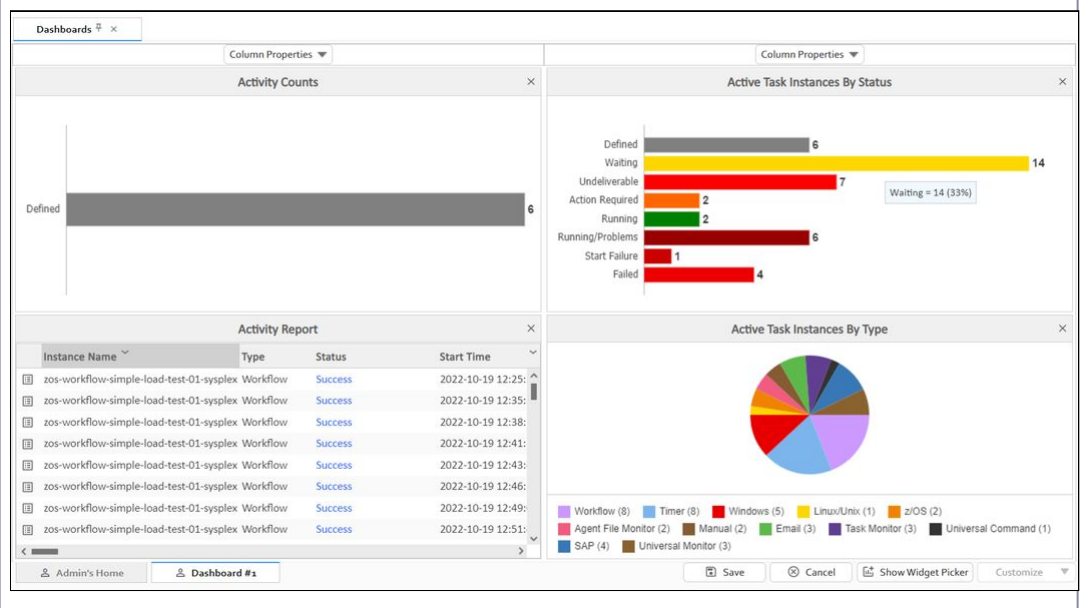 Dashboards
Column Properties
Column Properties
Activity Counts
Defined
6
Active Task Instances By Status
Defined 6
Waiting 14
Undeliverable 7
Waiting = 14 (33%)
Action Required 2
Running 2
Running/Problems 6
Start Failure 1
Failed 4
Activity Report
Instance Name Type Status Start Time
zos-workflow-simple-load-test-01-sysplex Workflow Success 2022-10-19 12:25:
zos-workflow-simple-load-test-01-sysplex Workflow Success 2022-10-19 12:35:
zos-workflow-simple-load-test-01-sysplex Workflow Success 2022-10-19 12:38:
zos-workflow-simple-load-test-01-sysplex Workflow Success 2022-10-19 12:41:
zos-workflow-simple-load-test-01-sysplex Workflow Success 2022-10-19 12:43:
zos-workflow-simple-load-test-01-sysplex Workflow Success 2022-10-19 12:46:
zos-workflow-simple-load-test-01-sysplex Workflow Success 2022-10-19 12:49:
zos-workflow-simple-load-test-01-sysplex Workflow Success 2022-10-19 12:51:
Active Task Instances By Type
Workflow (8) Timer (8) Windows (5) Linux/Unix (1) z/OS (2)
Agent File Monitor (2) Manual (2) Email (3) Task Monitor (3) Universal Command (1)
SAP (4) Universal Monitor (3)
Admin's Home Dashboard #1 Save Cancel Show Widget Picker Customize